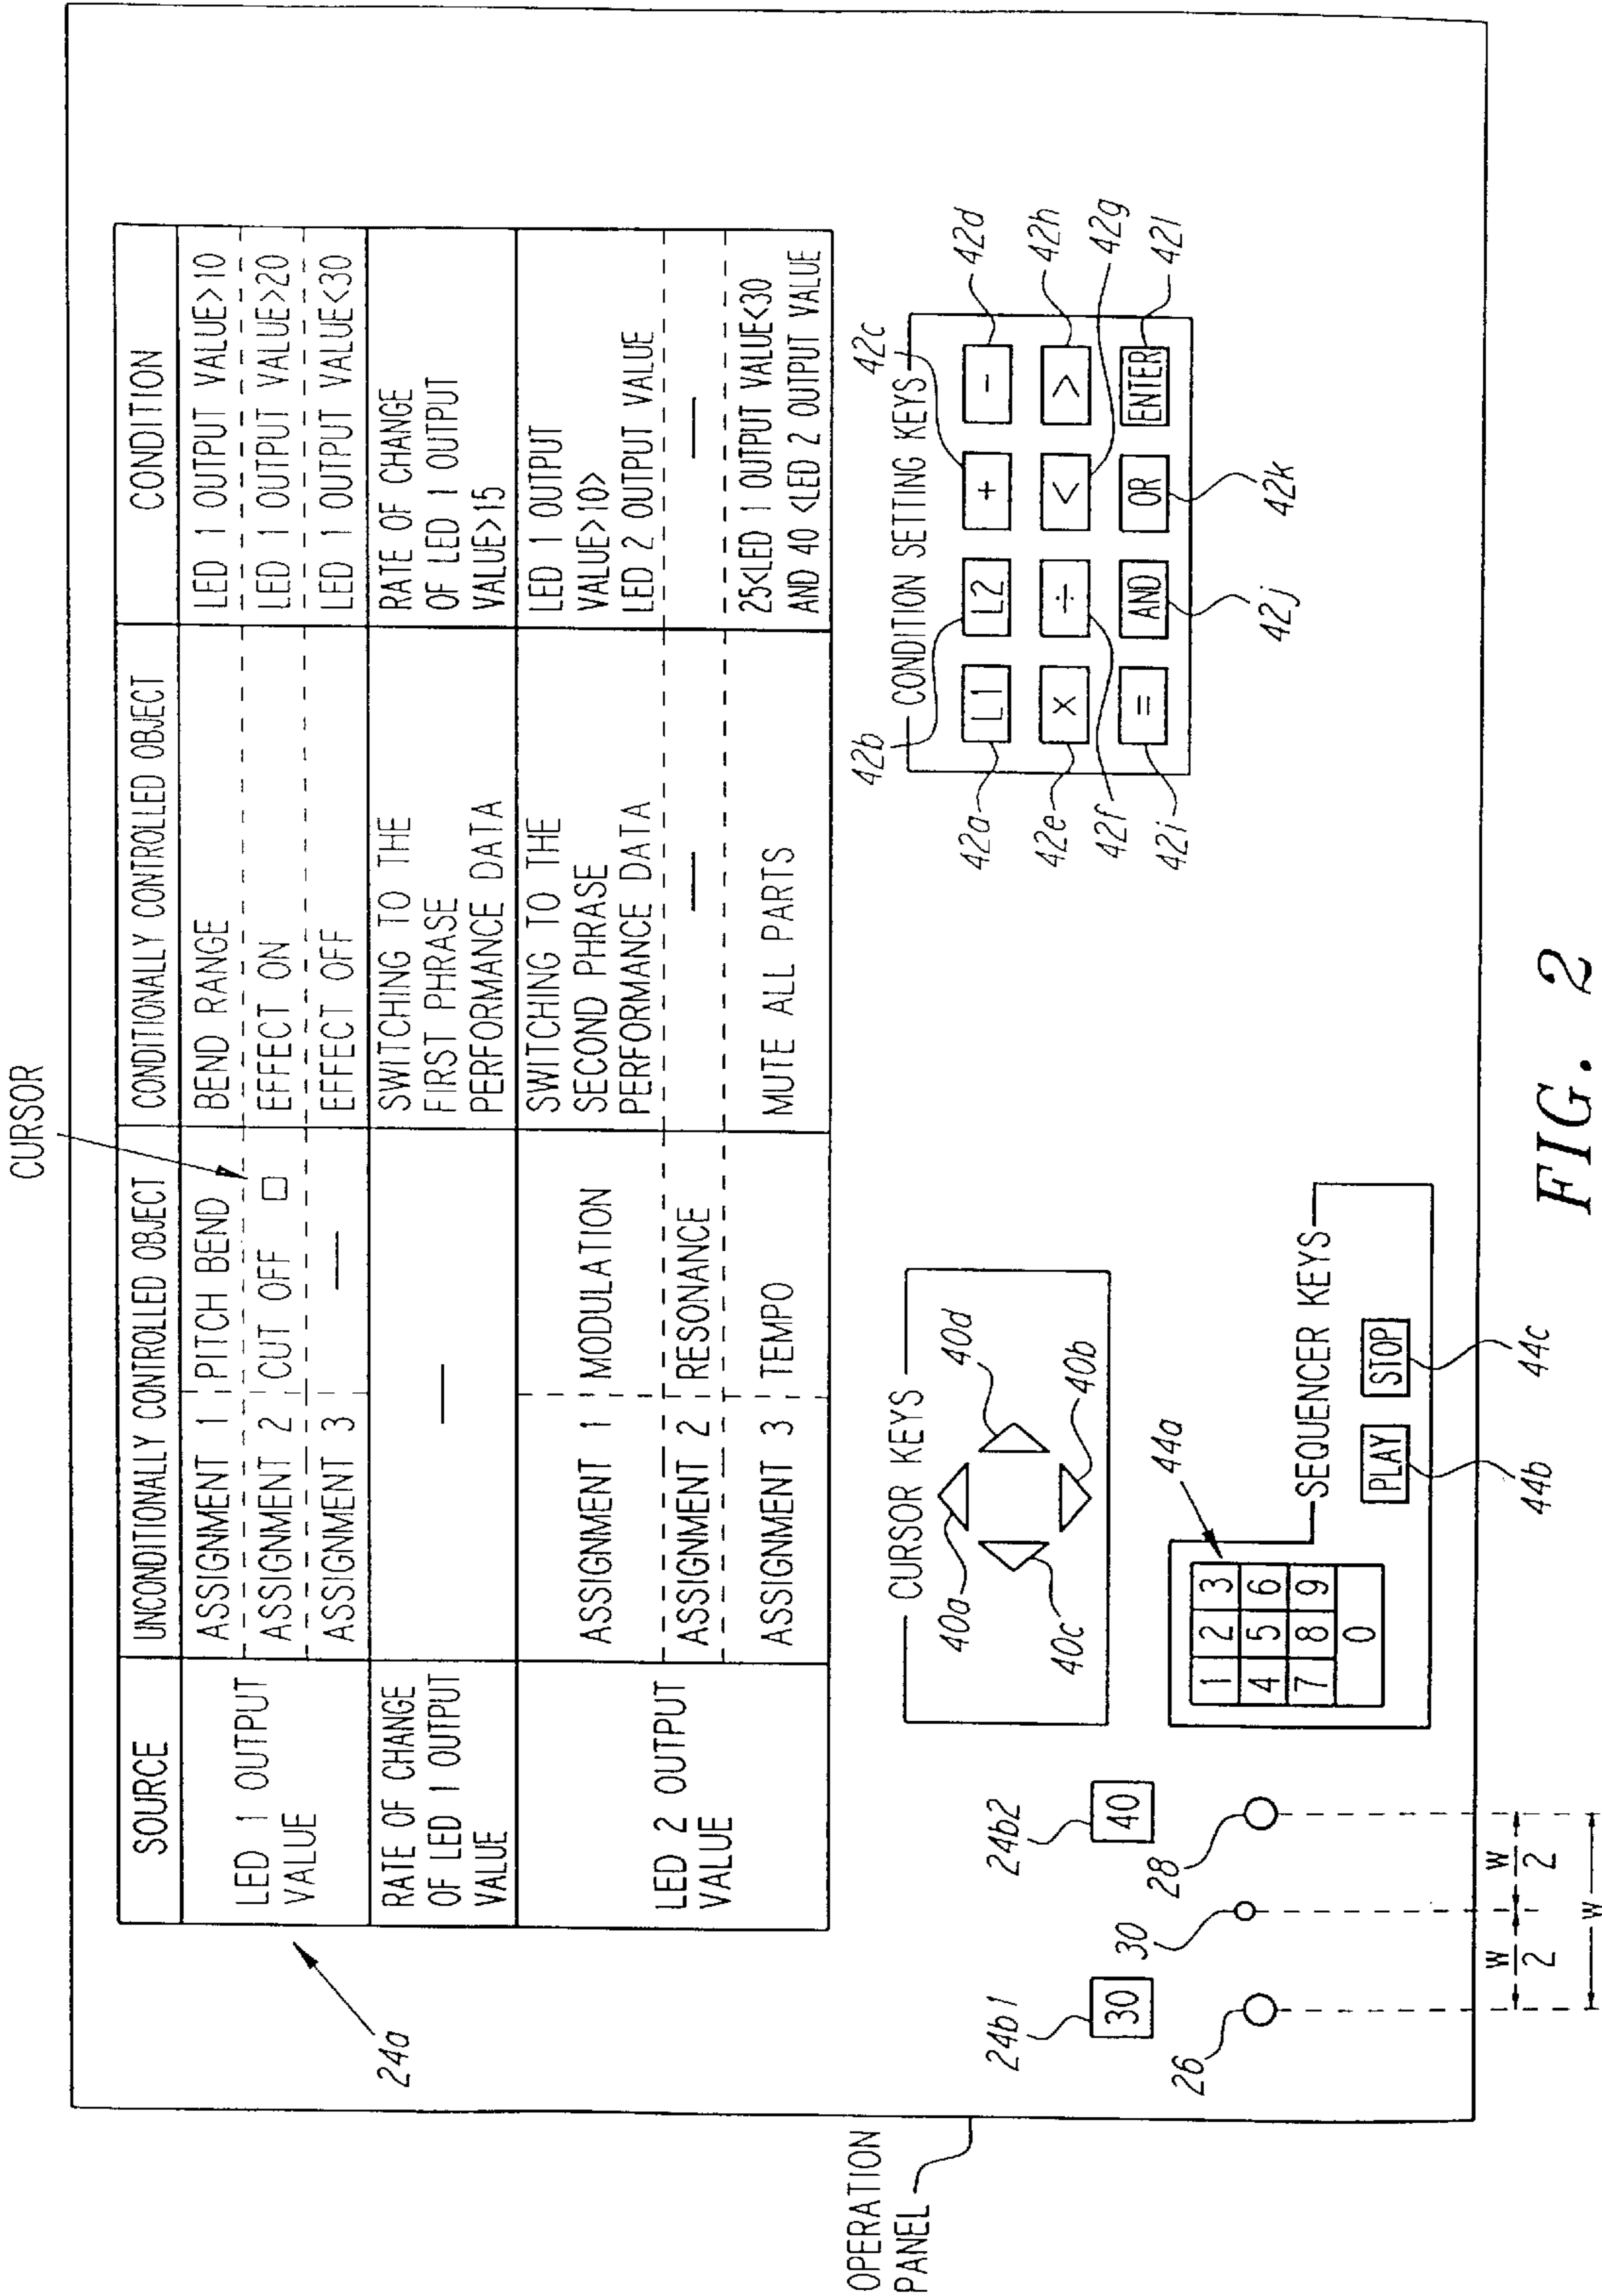 CURSOR
OPERATION
PANEL
24a
SOURCE
UNCONDITIONALLY CONTROLLED OBJECT
CONDITIONALLY CONTROLLED OBJECT
CONDITION
LED 1 OUTPUT
VALUE
ASSIGNMENT 1
PITCH BEND
BEND RANGE
LED 1 OUTPUT VALUE>10
ASSIGNMENT 2
CUT OFF
EFFECT ON
LED 1 OUTPUT VALUE>20
ASSIGNMENT 3
—
EFFECT OFF
LED 1 OUTPUT VALUE<30
RATE OF CHANGE
OF LED 1 OUTPUT
VALUE
—
SWITCHING TO THE
FIRST PHRASE
PERFORMANCE DATA
RATE OF CHANGE
OF LED 1 OUTPUT
VALUE>15
LED 2 OUTPUT
VALUE
ASSIGNMENT 1
MODULATION
SWITCHING TO THE
SECOND PHRASE
PERFORMANCE DATA
LED 1 OUTPUT
VALUE>10>
LED 2 OUTPUT VALUE
ASSIGNMENT 2
RESONANCE
—
—
ASSIGNMENT 3
TEMPO
MUTE ALL PARTS
25<LED 1 OUTPUT VALUE<30
AND 40 <LED 2 OUTPUT VALUE
24b1
30
24b2
40
26
30
28
W/2
W/2
W
CURSOR KEYS
40a
40d
40c
40b
44a
1 2 3
4 5 6
7 8 9
0
SEQUENCER KEYS
PLAY
STOP
44b
44c
CONDITION SETTING KEYS
42b
42c
42a
L1
L2
+
-
42d
42e
X
÷
<
>
42h
42f
42g
42i
=
AND
OR
ENTER
42l
42j
42k
FIG. 2